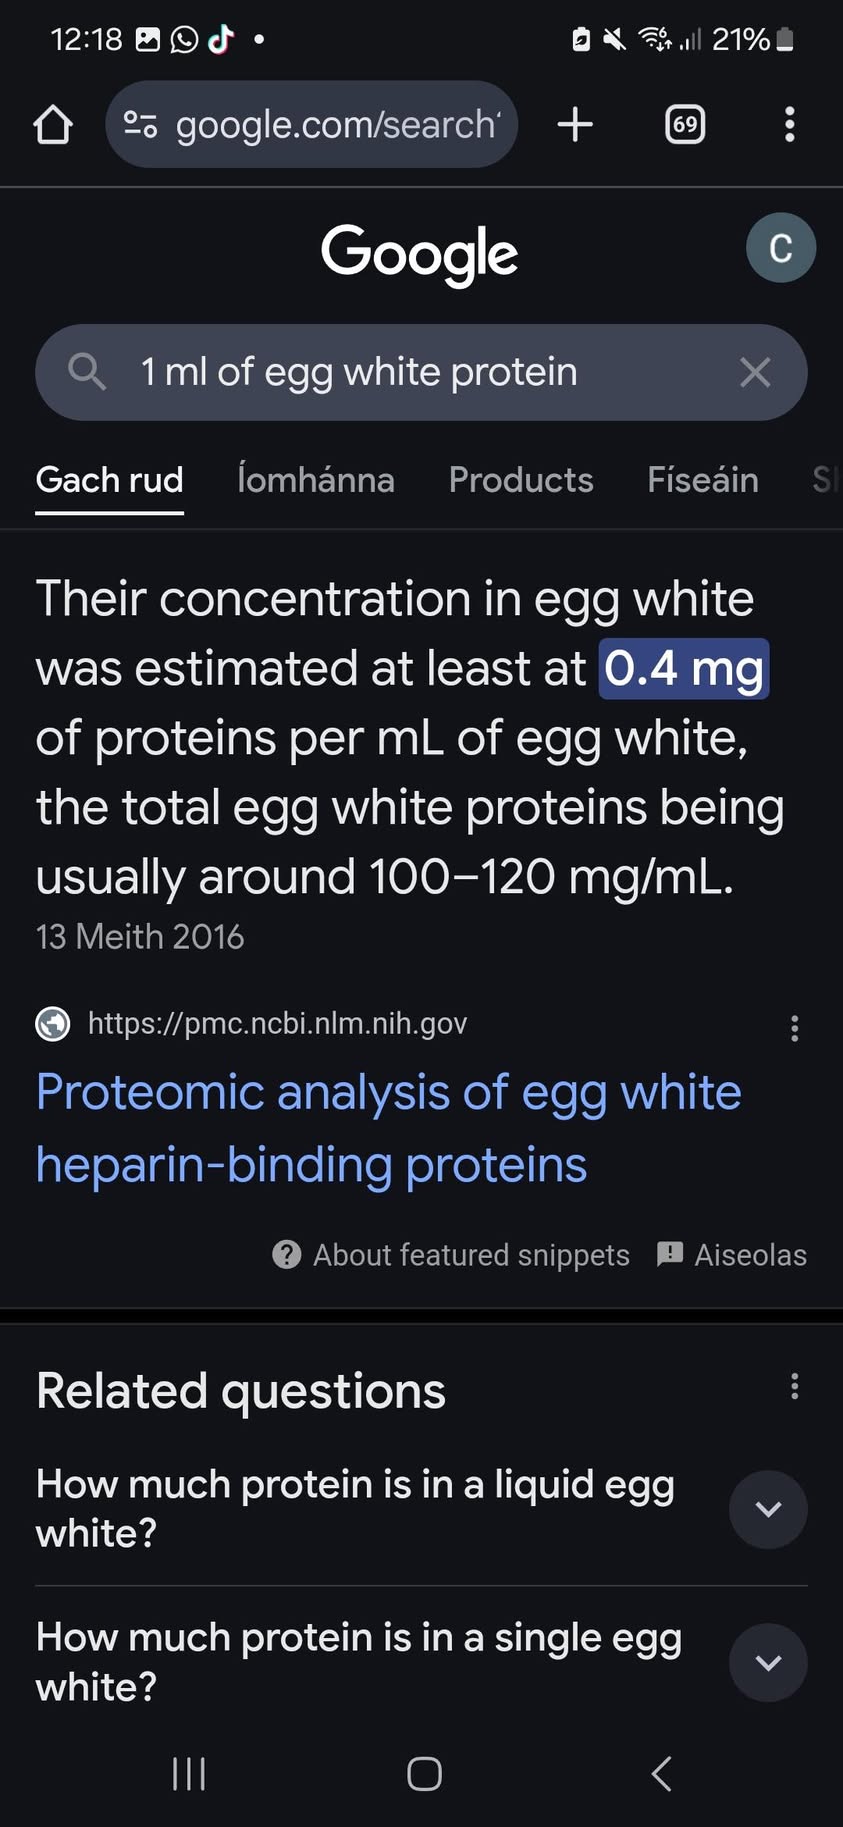 12:18
21%
google.com/search
69
Google
C
1 ml of egg white protein
Gach rud Íomhánna Products Físeáin
Their concentration in egg white
was estimated at least at 0.4 mg
of proteins per mL of egg white,
the total egg white proteins being
usually around 100–120 mg/mL.
13 Meith 2016
https://pmc.ncbi.nlm.nih.gov
Proteomic analysis of egg white
heparin-binding proteins
About featured snippets Aiseolas
Related questions
How much protein is in a liquid egg
white?
How much protein is in a single egg
white?